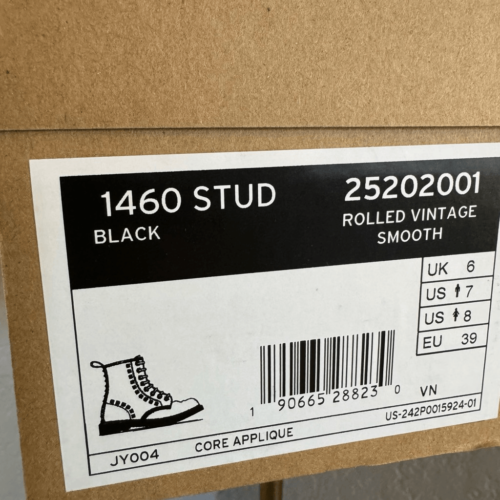 1460 STUD 25202001
BLACK ROLLED VINTAGE
SMOOTH
UK 6
US 7
US 8
EU 39
1 90665 28823 0
VN
US-242P0015924-01
JY004 CORE APPLIQUE